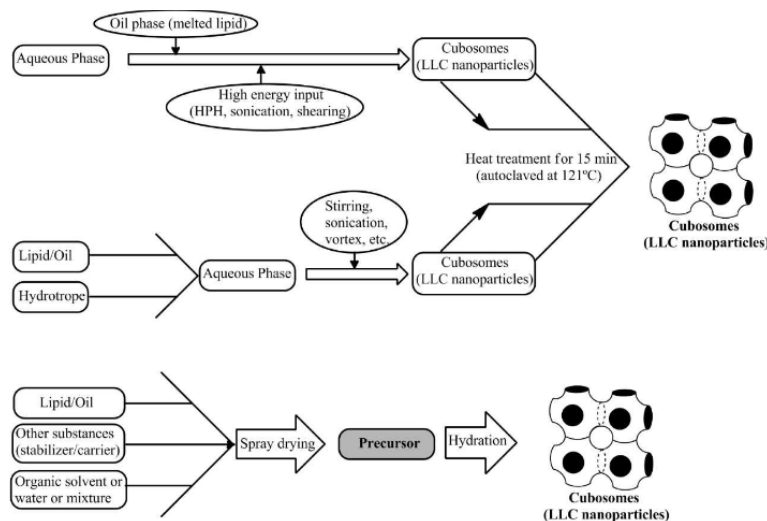 Oil phase (melted lipid)
Aqueous Phase
Cubosomes
(LLC nanoparticles)
High energy input
(HPH, sonication, shearing)
Heat treatment for 15 min
(autoclaved at 121ºC)
Cubosomes
(LLC nanoparticles)
Stirring,
sonication,
vortex, etc.
Lipid/Oil
Aqueous Phase
Cubosomes
(LLC nanoparticles)
Hydrotrope
Lipid/Oil
Other substances
(stabilizer/carrier)
Spray drying
Precursor
Hydration
Organic solvent or
water or mixture
Cubosomes
(LLC nanoparticles)